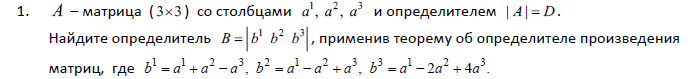 1. A – матрица (3×3) со столбцами a¹, a², a³ и определителем |A|=D.
Найдите определитель B=|b¹ b² b³|, применив теорему об определителе произведения
матриц, где b¹=a¹+a²−a³, b²=a¹−a²+a³, b³=a¹−2a²+4a³.